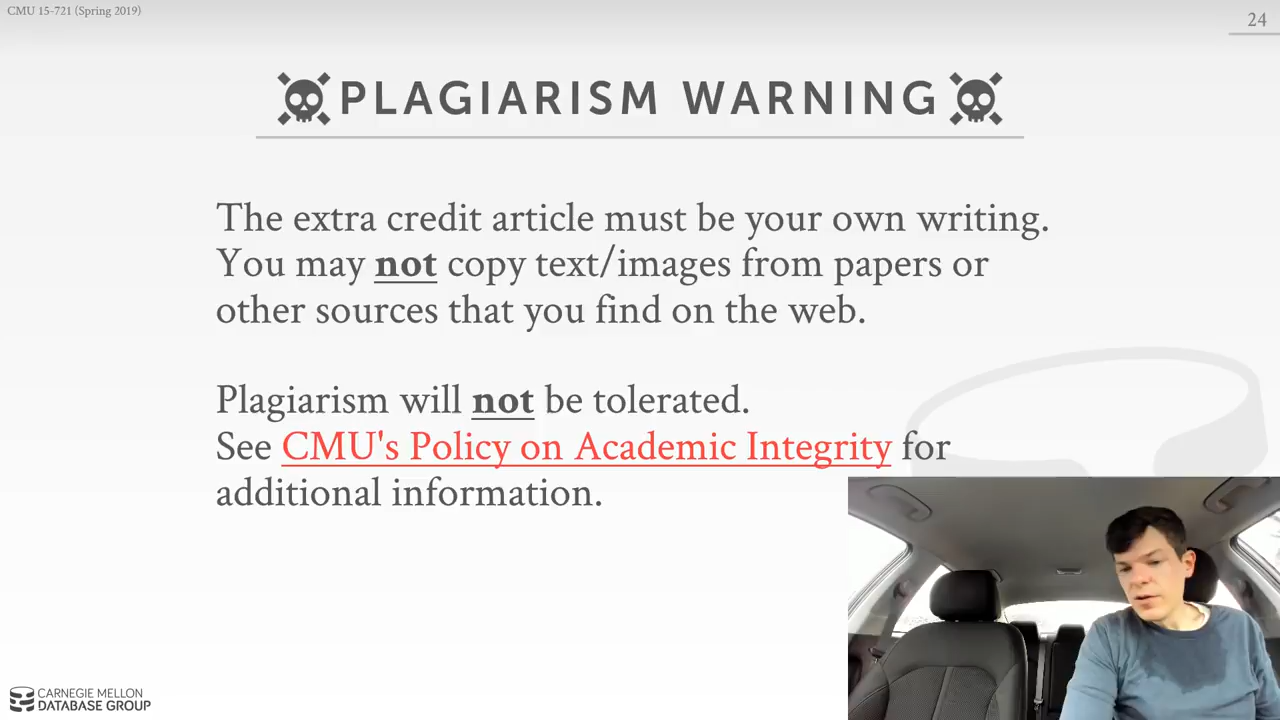 CMU 15-721 (Spring 2019)
24
PLAGIARISM WARNING
The extra credit article must be your own writing.
You may not copy text/images from papers or
other sources that you find on the web.
Plagiarism will not be tolerated.
See CMU's Policy on Academic Integrity for
additional information.
CARNEGIE MELLON
DATABASE GROUP